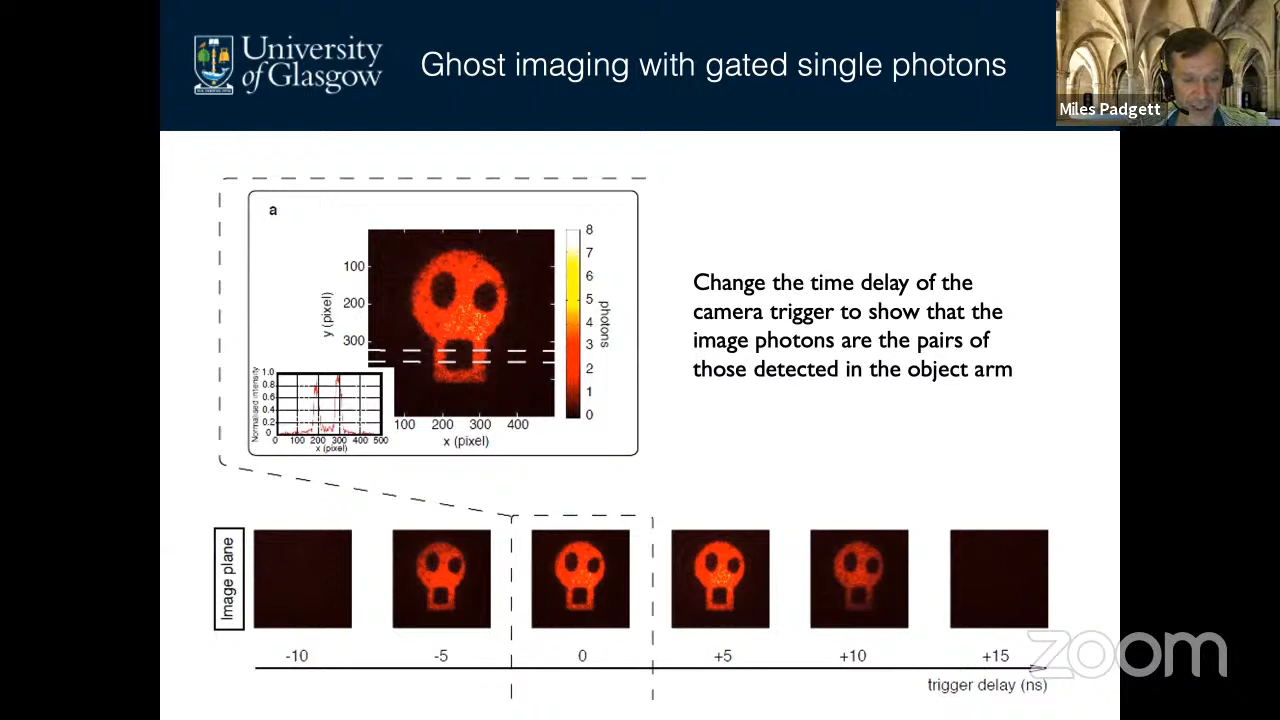 University
of Glasgow
Ghost imaging with gated single photons
Miles Padgett
a
8
7
6
5
4
3
2
1
0
photons
100
200
300
y (pixel)
100 200 300 400
x (pixel)
1.0
0.8
0.6
0.4
0.2
0
Normalised intensity
0 100 200 300 400 500
x (pixel)
Change the time delay of the
camera trigger to show that the
image photons are the pairs of
those detected in the object arm
Image plane
-10 -5 0 +5 +10 +15
trigger delay (ns)
zoom